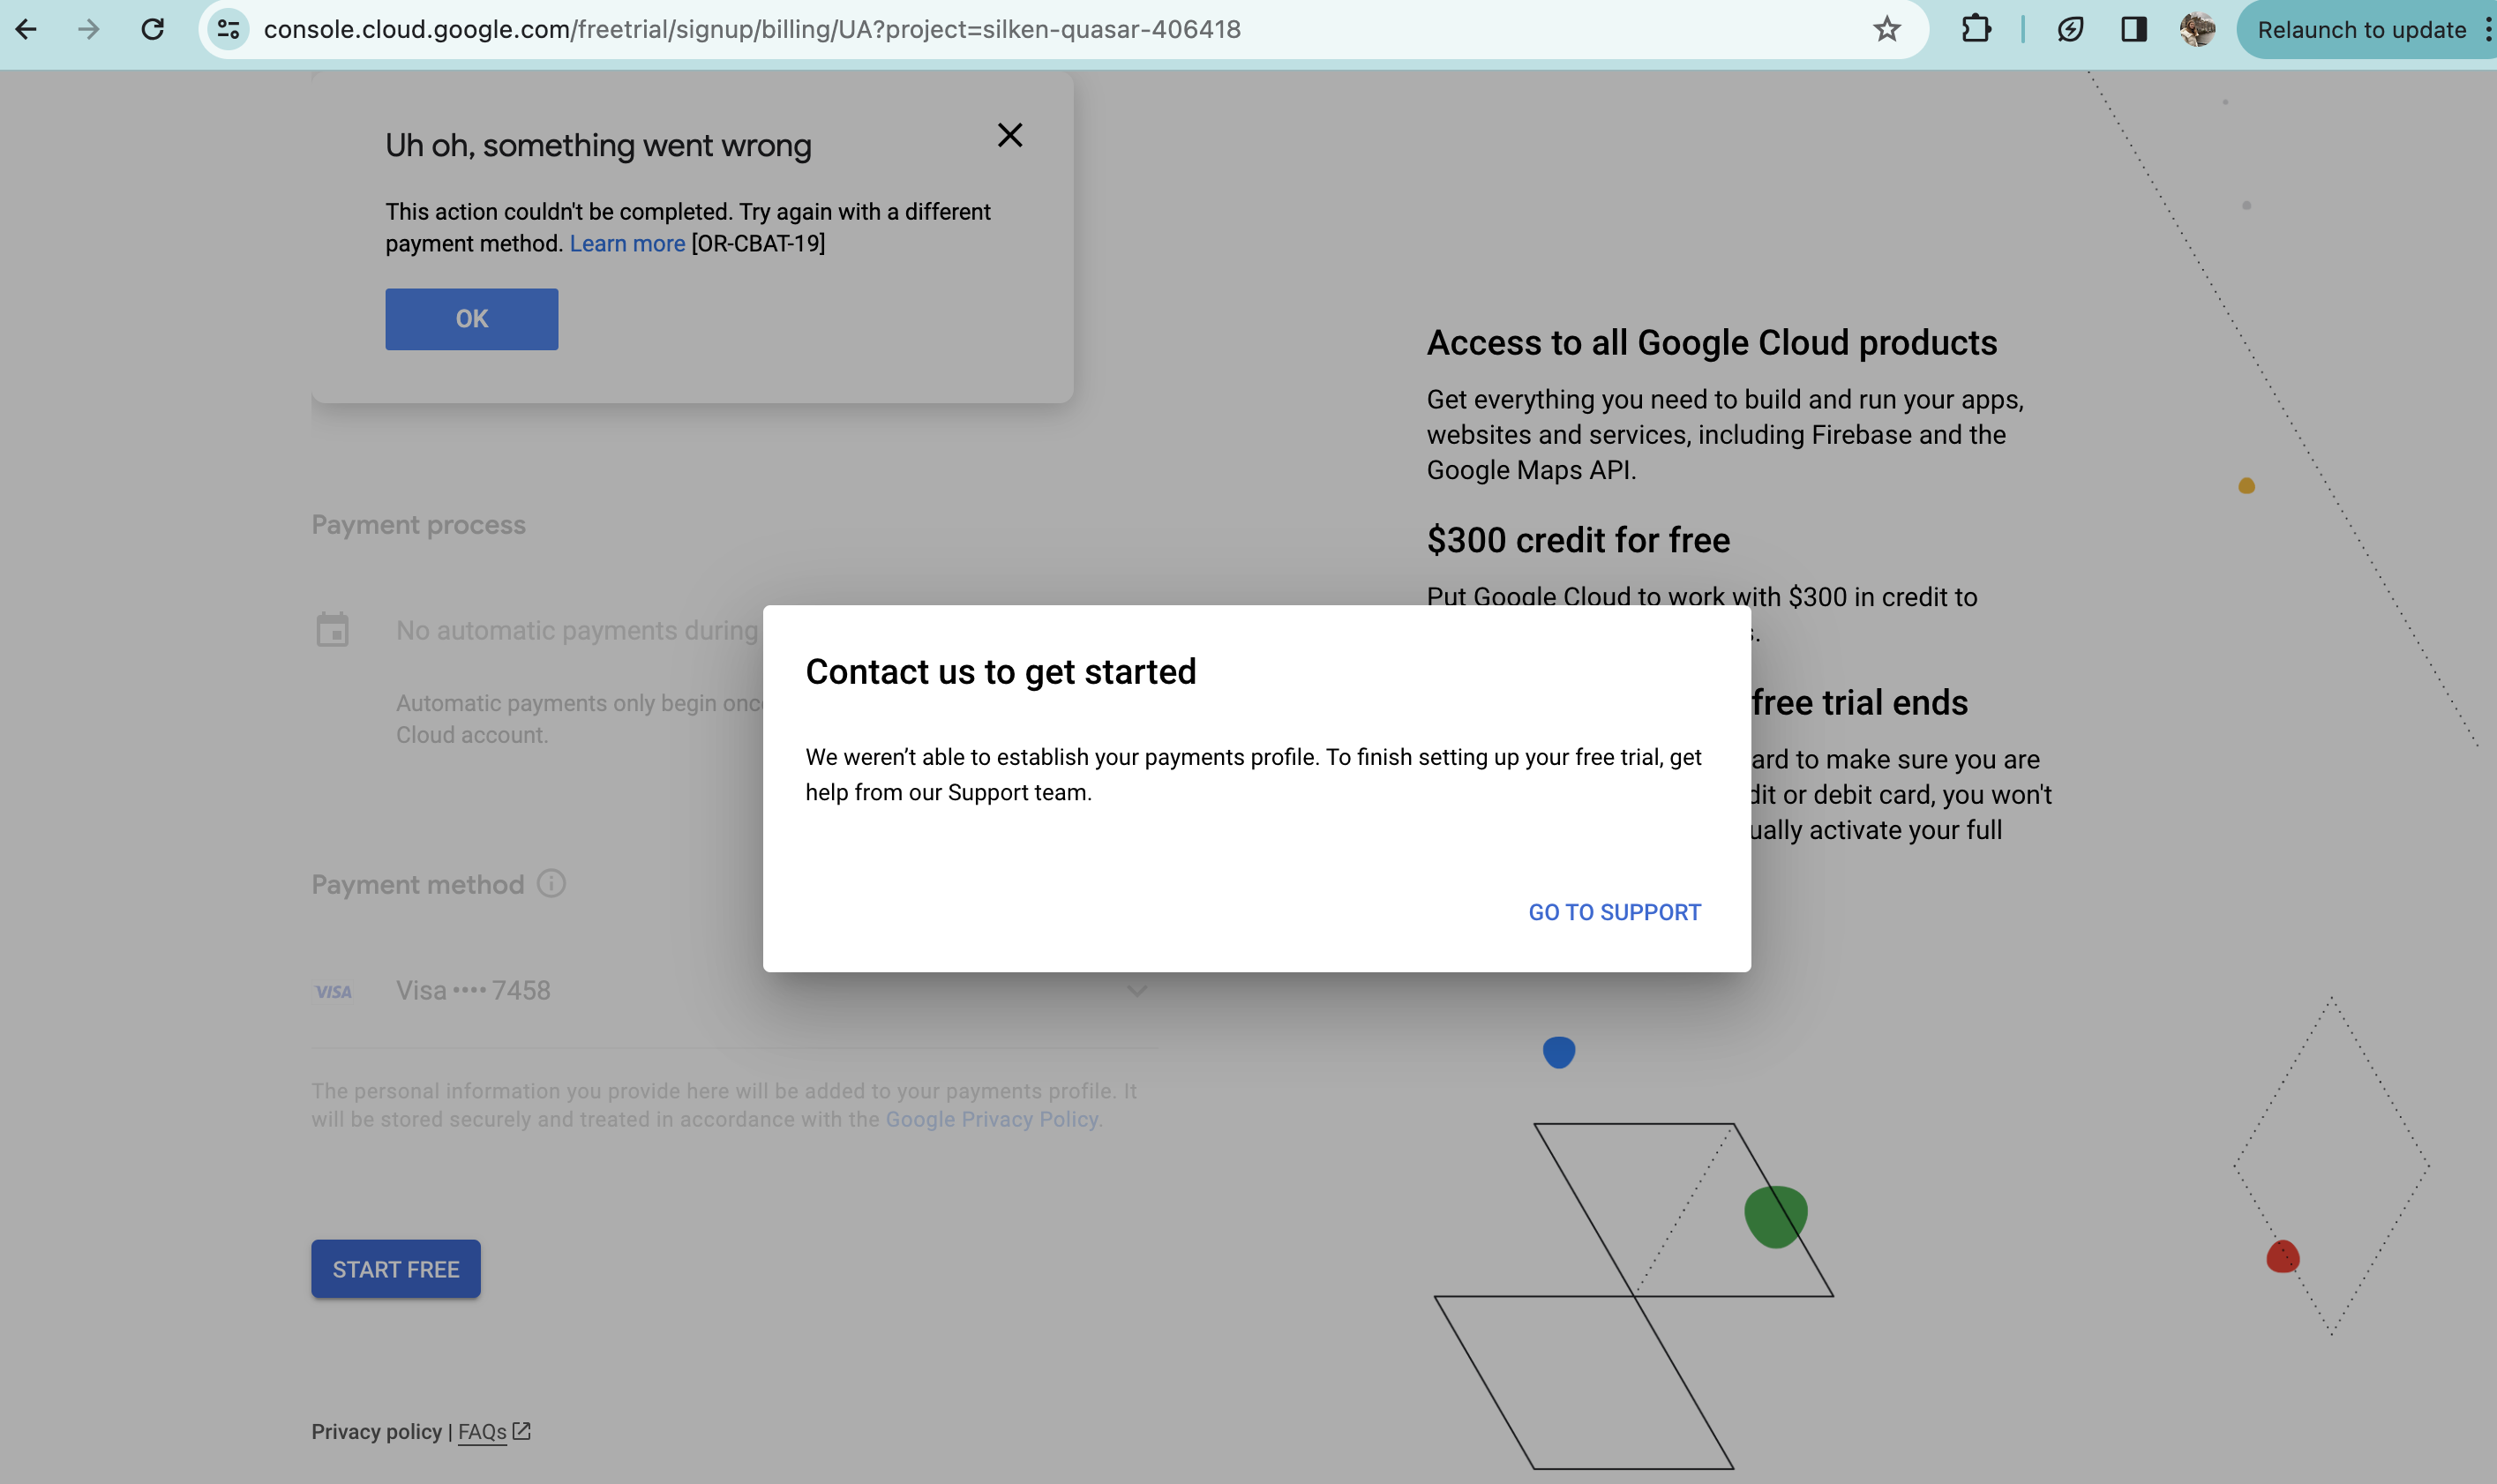 console.cloud.google.com/freetrial/signup/billing/UA?project=silken-quasar-406418
Relaunch to update
Uh oh, something went wrong
This action couldn't be completed. Try again with a different
payment method. Learn more [OR-CBAT-19]
OK
Payment process
No automatic payments during
Automatic payments only begin once
Cloud account.
Payment method
VISA Visa •••• 7458
The personal information you provide here will be added to your payments profile. It
will be stored securely and treated in accordance with the Google Privacy Policy.
START FREE
Privacy policy | FAQs
Contact us to get started
We weren’t able to establish your payments profile. To finish setting up your free trial, get
help from our Support team.
GO TO SUPPORT
Access to all Google Cloud products
Get everything you need to build and run your apps,
websites and services, including Firebase and the
Google Maps API.
$300 credit for free
Put Google Cloud to work with $300 in credit to
free trial ends
ard to make sure you are
dit or debit card, you won't
ually activate your full